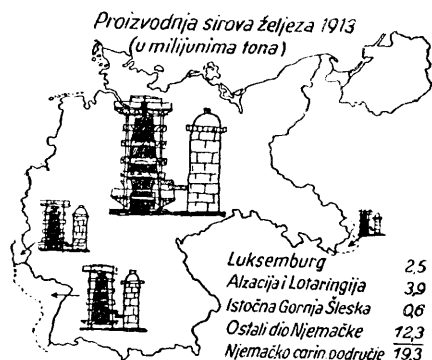 Proizvodnja sirova željeza 1913
(u milijunima tona)
Luksemburg 2,5
Alzacija i Lotaringija 3,9
Istočna Gornja Šleska 0,6
Ostali dio Njemačke 12,3
Njemačko carin. područje 19,3